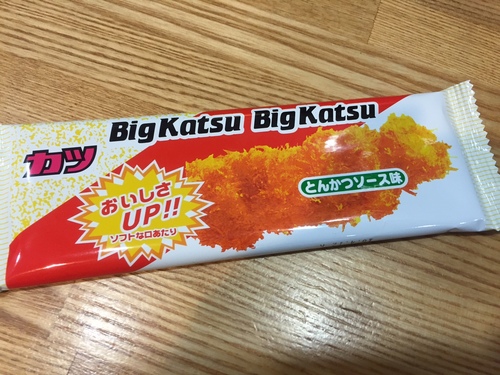 カツ
BigKatsu BigKatsu
おいしさ
UP!!
ソフトな口あたり
とんかつソース味